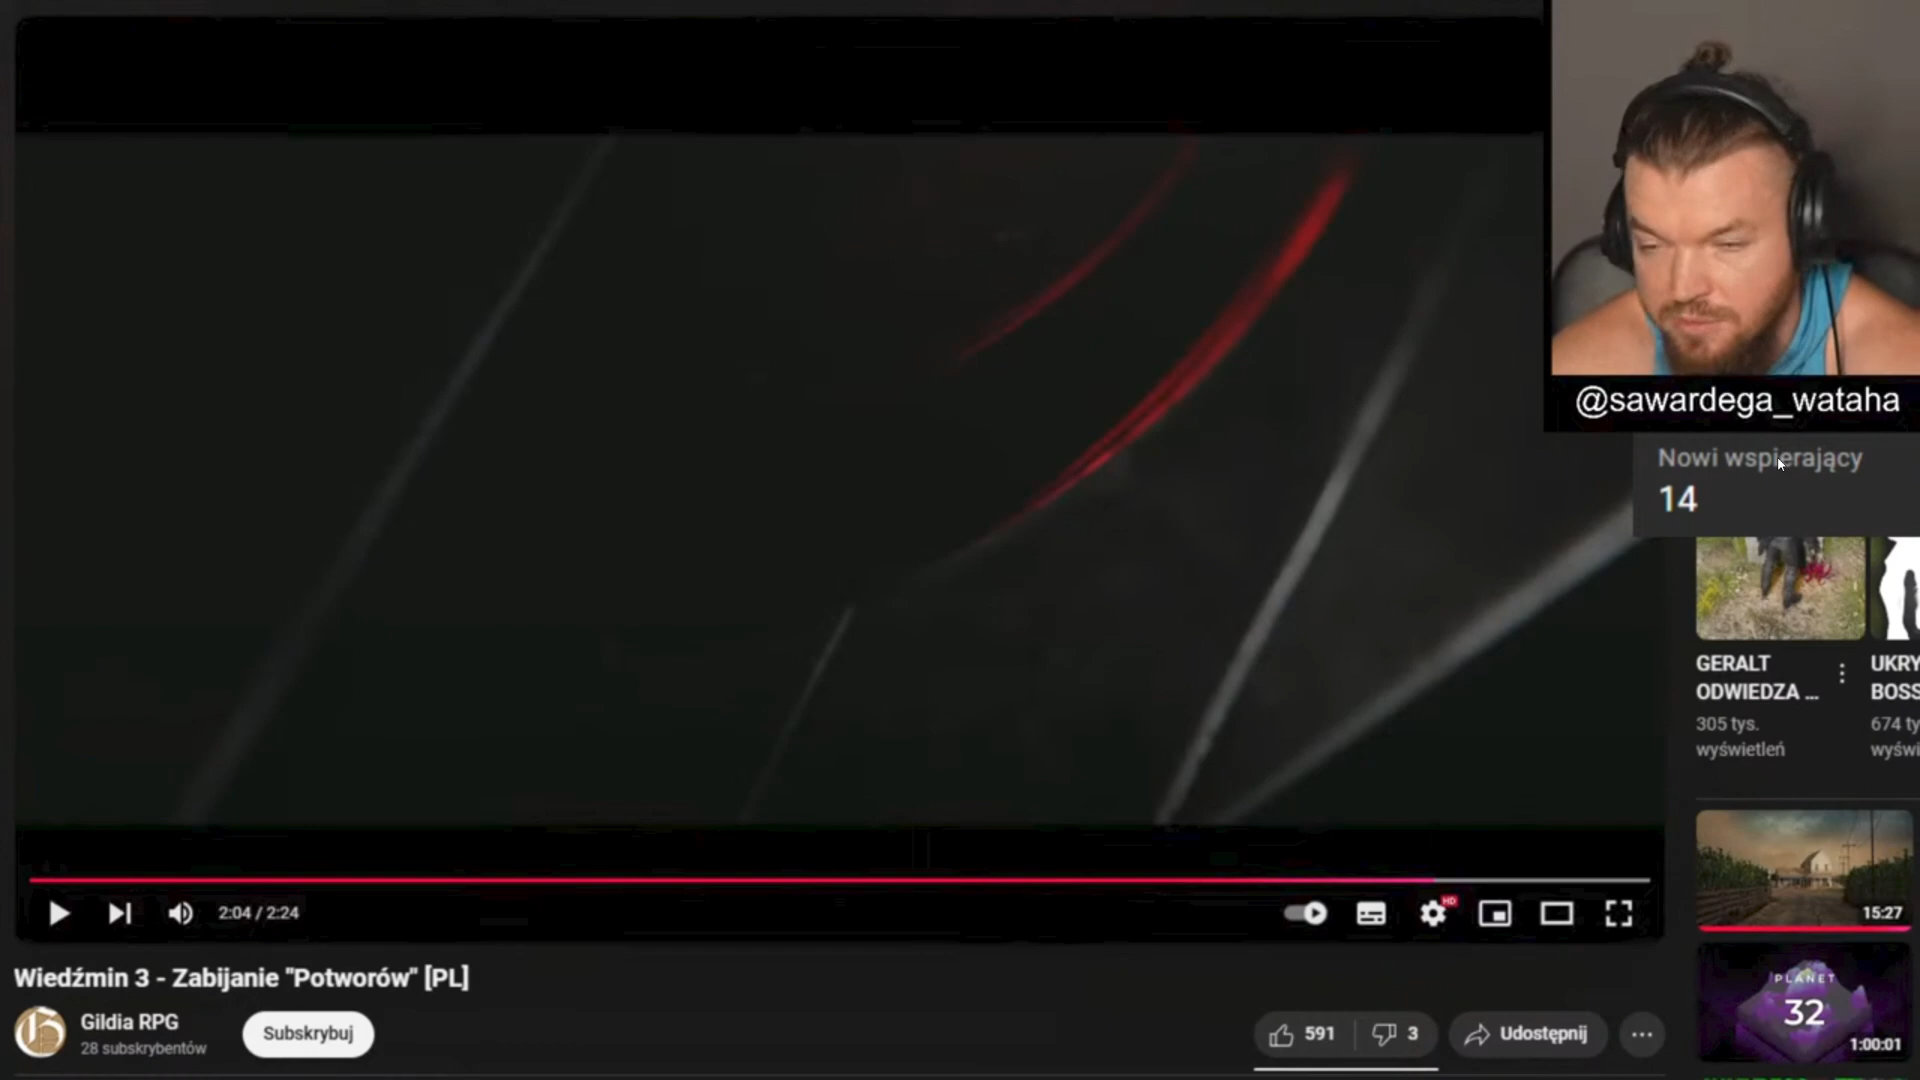 @sawardega_wataha
Nowi wspierający
14
GERALT
ODWIEDZA ...
305 tys.
wyświetleń
UKRY
BOSS
674 ty
wyświ
15:27
HD
2:04 / 2:24
PLANET
32
1:00:01
Wiedźmin 3 - Zabijanie "Potworów" [PL]
Gildia RPG
28 subskrybentów
Subskrybuj
591
3
Udostępnij